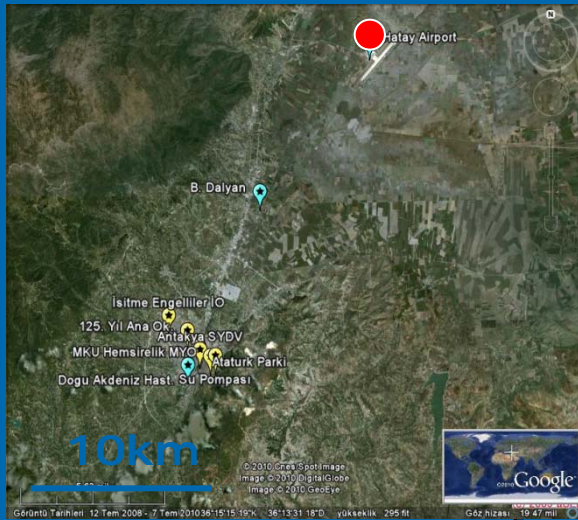 N
Hatay Airport
B. Dalyan
İsitme Engelliler İO
125. Yıl Ana Ok.
Antakya SYDV
MKU Hemsirelik MYO
Ataturk Parki
Dogu Akdeniz Hast. Su Pompası
10km
© 2010 Cnes/Spot Image
Image © 2010 DigitalGlobe
Image © 2010 GeoEye
©2010 Google
Görüntü Tarihleri: 12 Tem 2008 - 7 Tem 2010 36°15'15.19"K 36°13'31.18"D yükseklik 295 fit Göz hizası: 19.47 mil